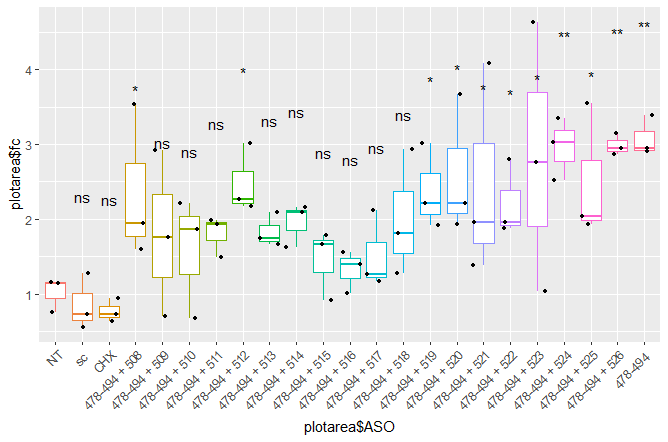 ** **
** *
* * * * * *
* *
ns
ns ns ns
ns ns ns ns ns ns
ns ns
plotarea$fc
4
3
2
1
NT
sc
CHX
478-494 + 508
478-494 + 509
478-494 + 510
478-494 + 511
478-494 + 512
478-494 + 513
478-494 + 514
478-494 + 515
478-494 + 516
478-494 + 517
478-494 + 518
478-494 + 519
478-494 + 520
478-494 + 521
478-494 + 522
478-494 + 523
478-494 + 524
478-494 + 525
478-494 + 526
478-494
plotarea$ASO